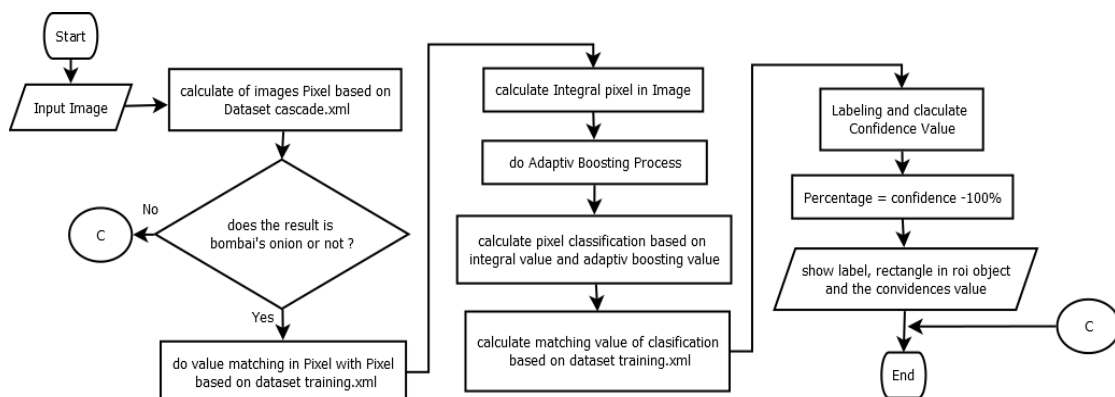 Start
Input Image
calculate of images Pixel based on
Dataset cascade.xml
does the result is
bombai's onion or not ?
No
C
Yes
do value matching in Pixel with Pixel
based on dataset training.xml
calculate Integral pixel in Image
do Adaptiv Boosting Process
calculate pixel classification based on
integral value and adaptiv boosting value
calculate matching value of clasification
based on dataset training.xml
Labeling and claculate
Confidence Value
Percentage = confidence -100%
show label, rectangle in roi object
and the convidences value
C
End